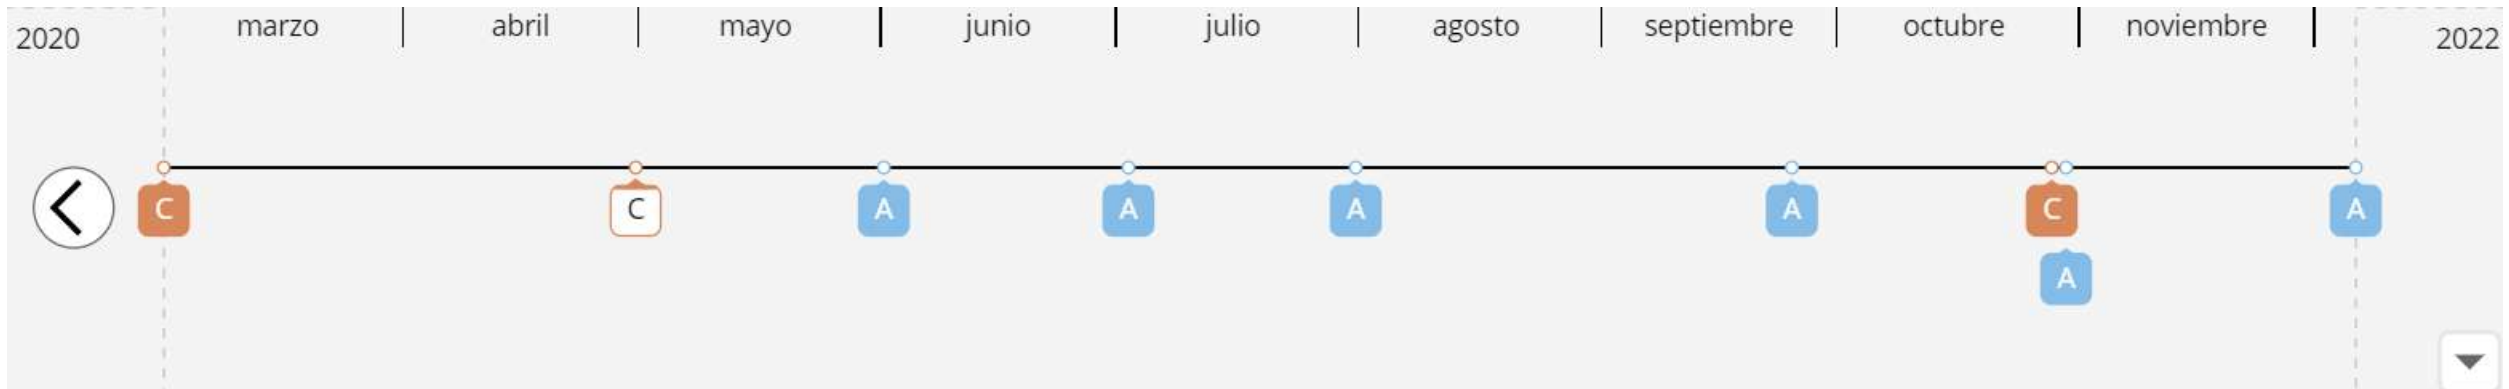 2020 marzo abril mayo junio julio agosto septiembre octubre noviembre 2022
C C A A A A C A
A